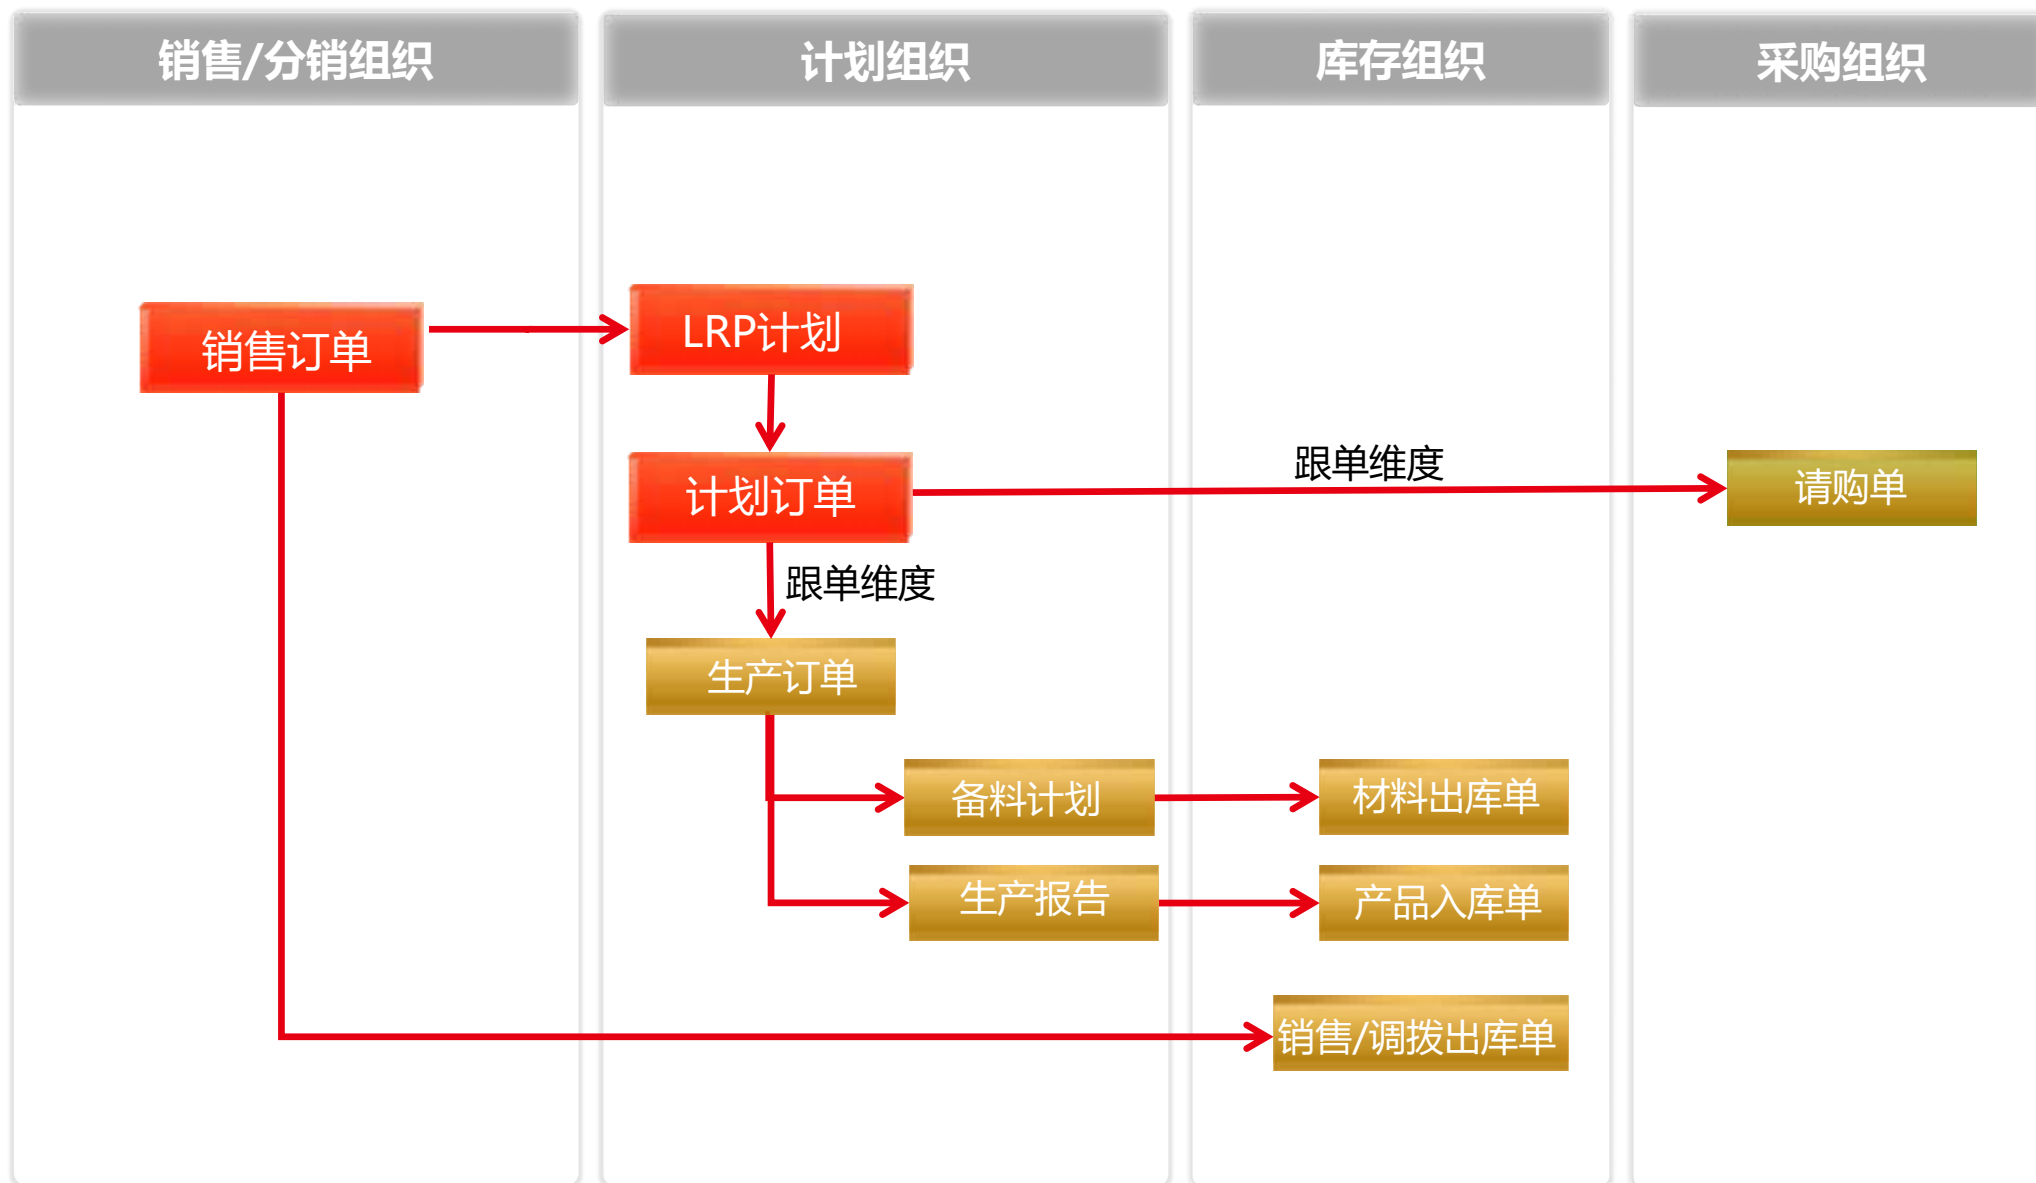 销售/分销组织
计划组织
库存组织
采购组织
销售订单
LRP计划
计划订单
跟单维度
请购单
跟单维度
生产订单
备料计划
材料出库单
生产报告
产品入库单
销售/调拨出库单